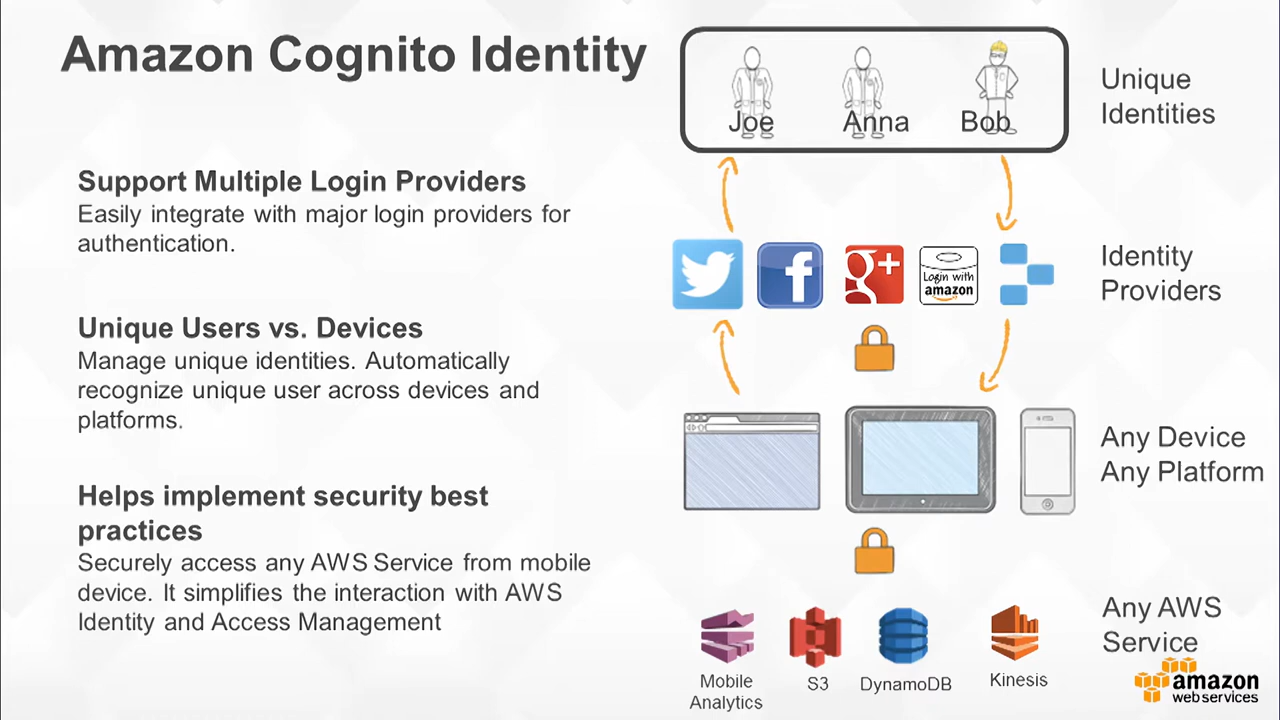 Amazon Cognito Identity
Support Multiple Login Providers
Easily integrate with major login providers for
authentication.
Unique Users vs. Devices
Manage unique identities. Automatically
recognize unique user across devices and
platforms.
Helps implement security best
practices
Securely access any AWS Service from mobile
device. It simplifies the interaction with AWS
Identity and Access Management
Joe Anna Bob
Unique
Identities
f g+ Login with
amazon
Identity
Providers
Any Device
Any Platform
Any AWS
Service
Mobile
Analytics
S3
DynamoDB
Kinesis
amazon
web services